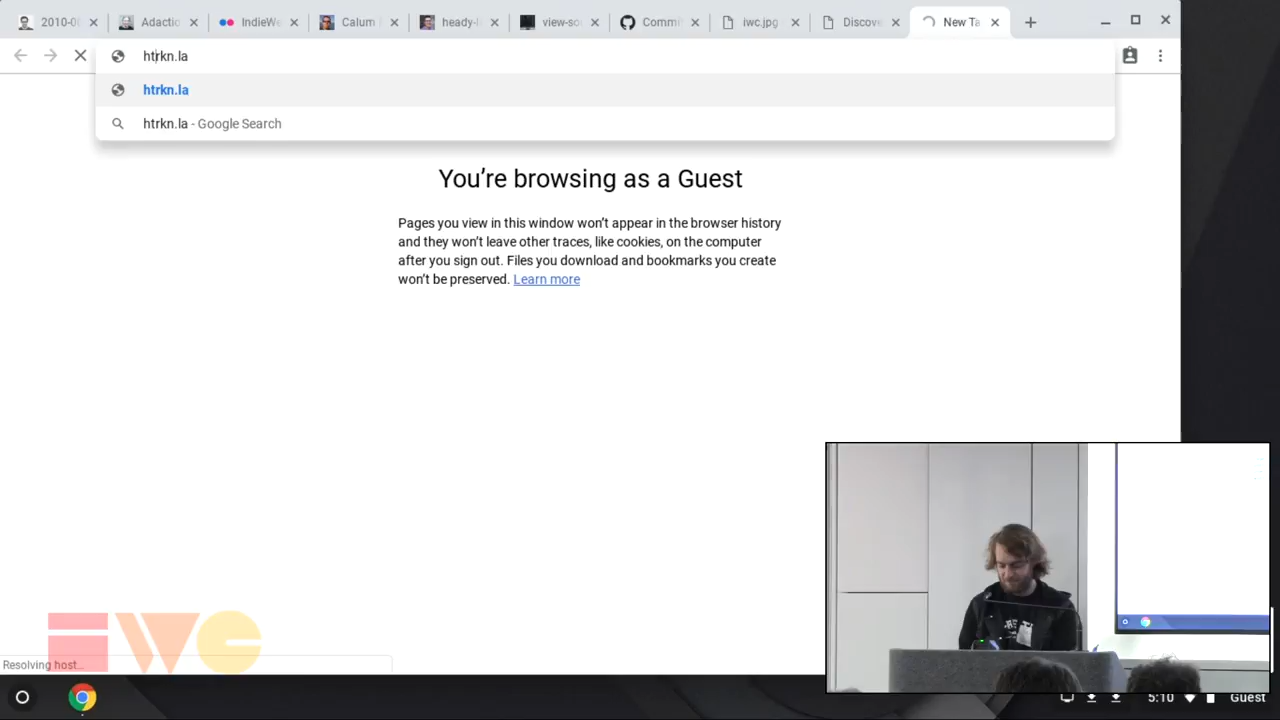 2010-0
Adactic
IndieWe
Calum
heady-
view-so
Commi
iwc.jpg
Discove
New Ta
htrkn.la
htrkn.la
htrkn.la - Google Search
You're browsing as a Guest
Pages you view in this window won't appear in the browser history
and they won't leave other traces, like cookies, on the computer
after you sign out. Files you download and bookmarks you create
won't be preserved. Learn more
iwc
Resolving host...
5:10
Guest